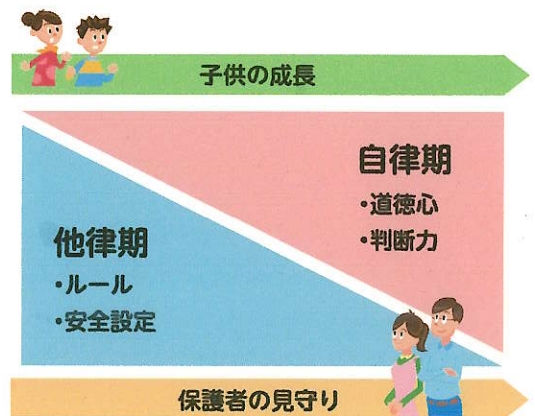 子供の成長
自律期
・道徳心
・判断力
他律期
・ルール
・安全設定
保護者の見守り